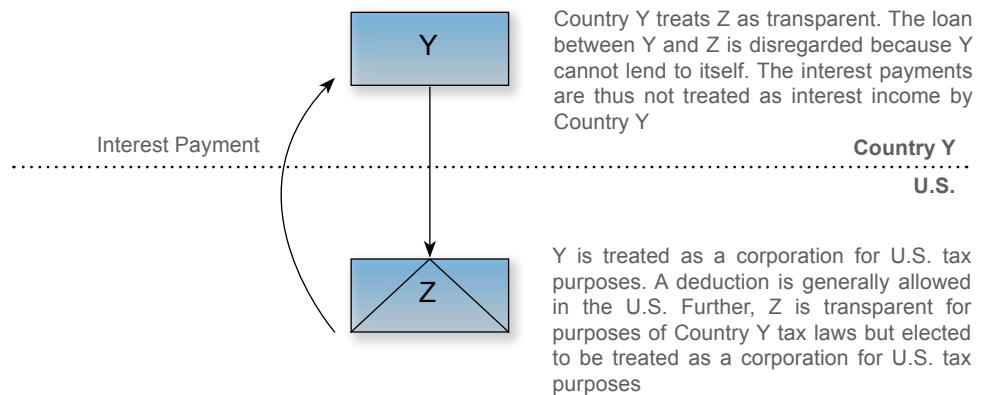 Y
Country Y treats Z as transparent. The loan
between Y and Z is disregarded because Y
cannot lend to itself. The interest payments
are thus not treated as interest income by
Country Y
Interest Payment
Country Y
U.S.
Z
Y is treated as a corporation for U.S. tax
purposes. A deduction is generally allowed
in the U.S. Further, Z is transparent for
purposes of Country Y tax laws but elected
to be treated as a corporation for U.S. tax
purposes